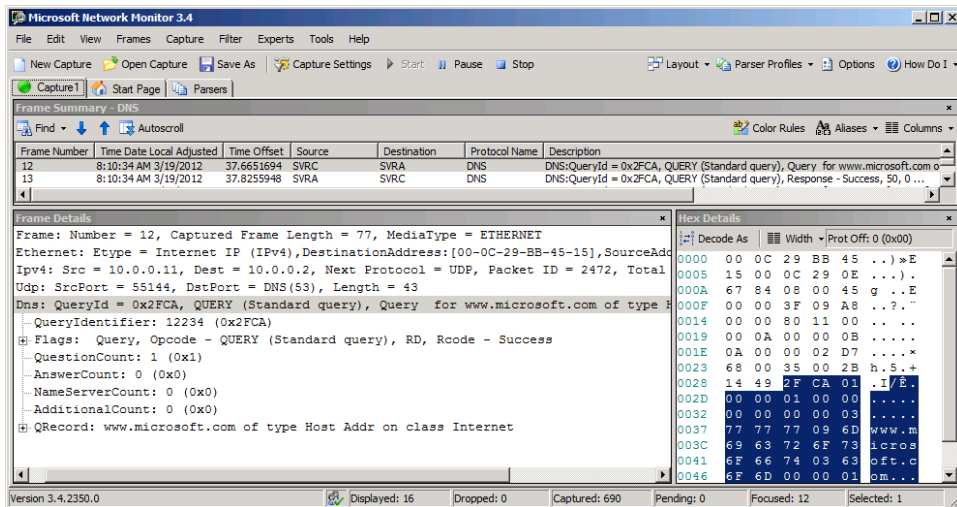 Microsoft Network Monitor 3.4
File Edit View Frames Capture Filter Experts Tools Help
New Capture Open Capture Save As Capture Settings Start Pause Stop Layout Parser Profiles Options How Do I
Capture1 Start Page Parsers
Frame Summary - DNS
Find Autoscroll Color Rules Aliases Columns
Frame Number Time Date Local Adjusted Time Offset Source Destination Protocol Name Description
12 8:10:34 AM 3/19/2012 37.6651694 SVRC SVRA DNS DNS:QueryId = 0x2FCA, QUERY (Standard query), Query for www.microsoft.com o
13 8:10:34 AM 3/19/2012 37.8255948 SVRA SVRC DNS DNS:QueryId = 0x2FCA, QUERY (Standard query), Response - Success, 50, 0 ...
Frame Details
Frame: Number = 12, Captured Frame Length = 77, MediaType = ETHERNET
Ethernet: Etype = Internet IP (IPv4),DestinationAddress:[00-0C-29-BB-45-15],SourceAdd
Ipv4: Src = 10.0.0.11, Dest = 10.0.0.2, Next Protocol = UDP, Packet ID = 2472, Total
Udp: SrcPort = 55144, DstPort = DNS(53), Length = 43
Dns: QueryId = 0x2FCA, QUERY (Standard query), Query for www.microsoft.com of type H
QueryIdentifier: 12234 (0x2FCA)
Flags: Query, Opcode - QUERY (Standard query), RD, Rcode - Success
QuestionCount: 1 (0x1)
AnswerCount: 0 (0x0)
NameServerCount: 0 (0x0)
AdditionalCount: 0 (0x0)
QRecord: www.microsoft.com of type Host Addr on class Internet
Hex Details
Decode As Width Prot Off: 0 (0x00)
0000 00 0C 29 BB 45 ..)»E
0005 15 00 0C 29 0E ...).
000A 67 84 08 00 45 g ..E
000F 00 00 3F 09 A8 ..?.¨
0014 00 00 80 11 00 .. ..
0019 00 0A 00 00 0B .....
001E 0A 00 00 02 D7 ....×
0023 68 00 35 00 2B h.5.+
0028 14 49 2F CA 01 .I/Ê.
002D 00 00 01 00 00 .....
0032 00 00 00 00 03 .....
0037 77 77 77 09 6D www.m
003C 69 63 72 6F 73 icros
0041 6F 66 74 03 63 oft.c
0046 6F 6D 00 00 01 om...
Version 3.4.2350.0 Displayed: 16 Dropped: 0 Captured: 690 Pending: 0 Focused: 12 Selected: 1